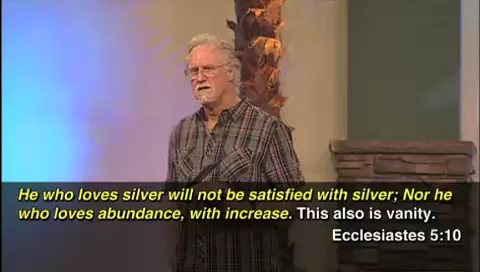 He who loves silver will not be satisfied with silver; Nor he
who loves abundance, with increase. This also is vanity.
Ecclesiastes 5:10